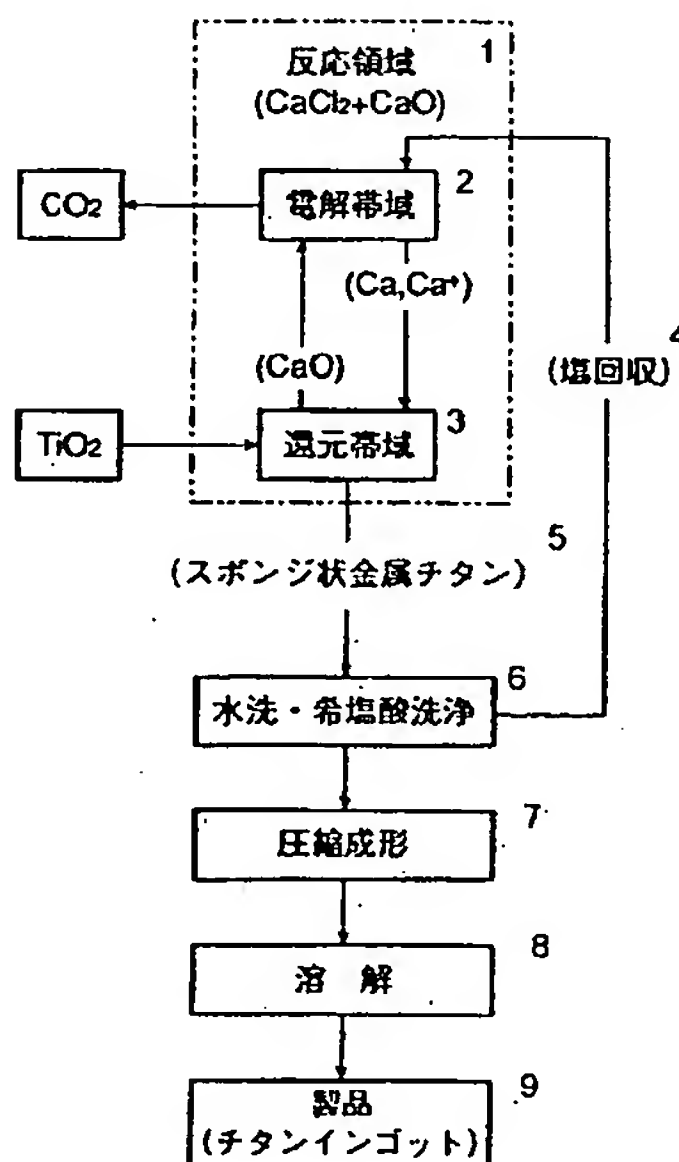 1
反応領域
(CaCl₂+CaO)
2
CO₂
電解帯域
(Ca,Ca⁺)
4
(塩回収)
(CaO)
3
TiO₂
還元帯域
5
(スポンジ状金属チタン)
6
水洗・希塩酸洗浄
7
圧縮成形
8
溶 解
9
製品
(チタンインゴット)